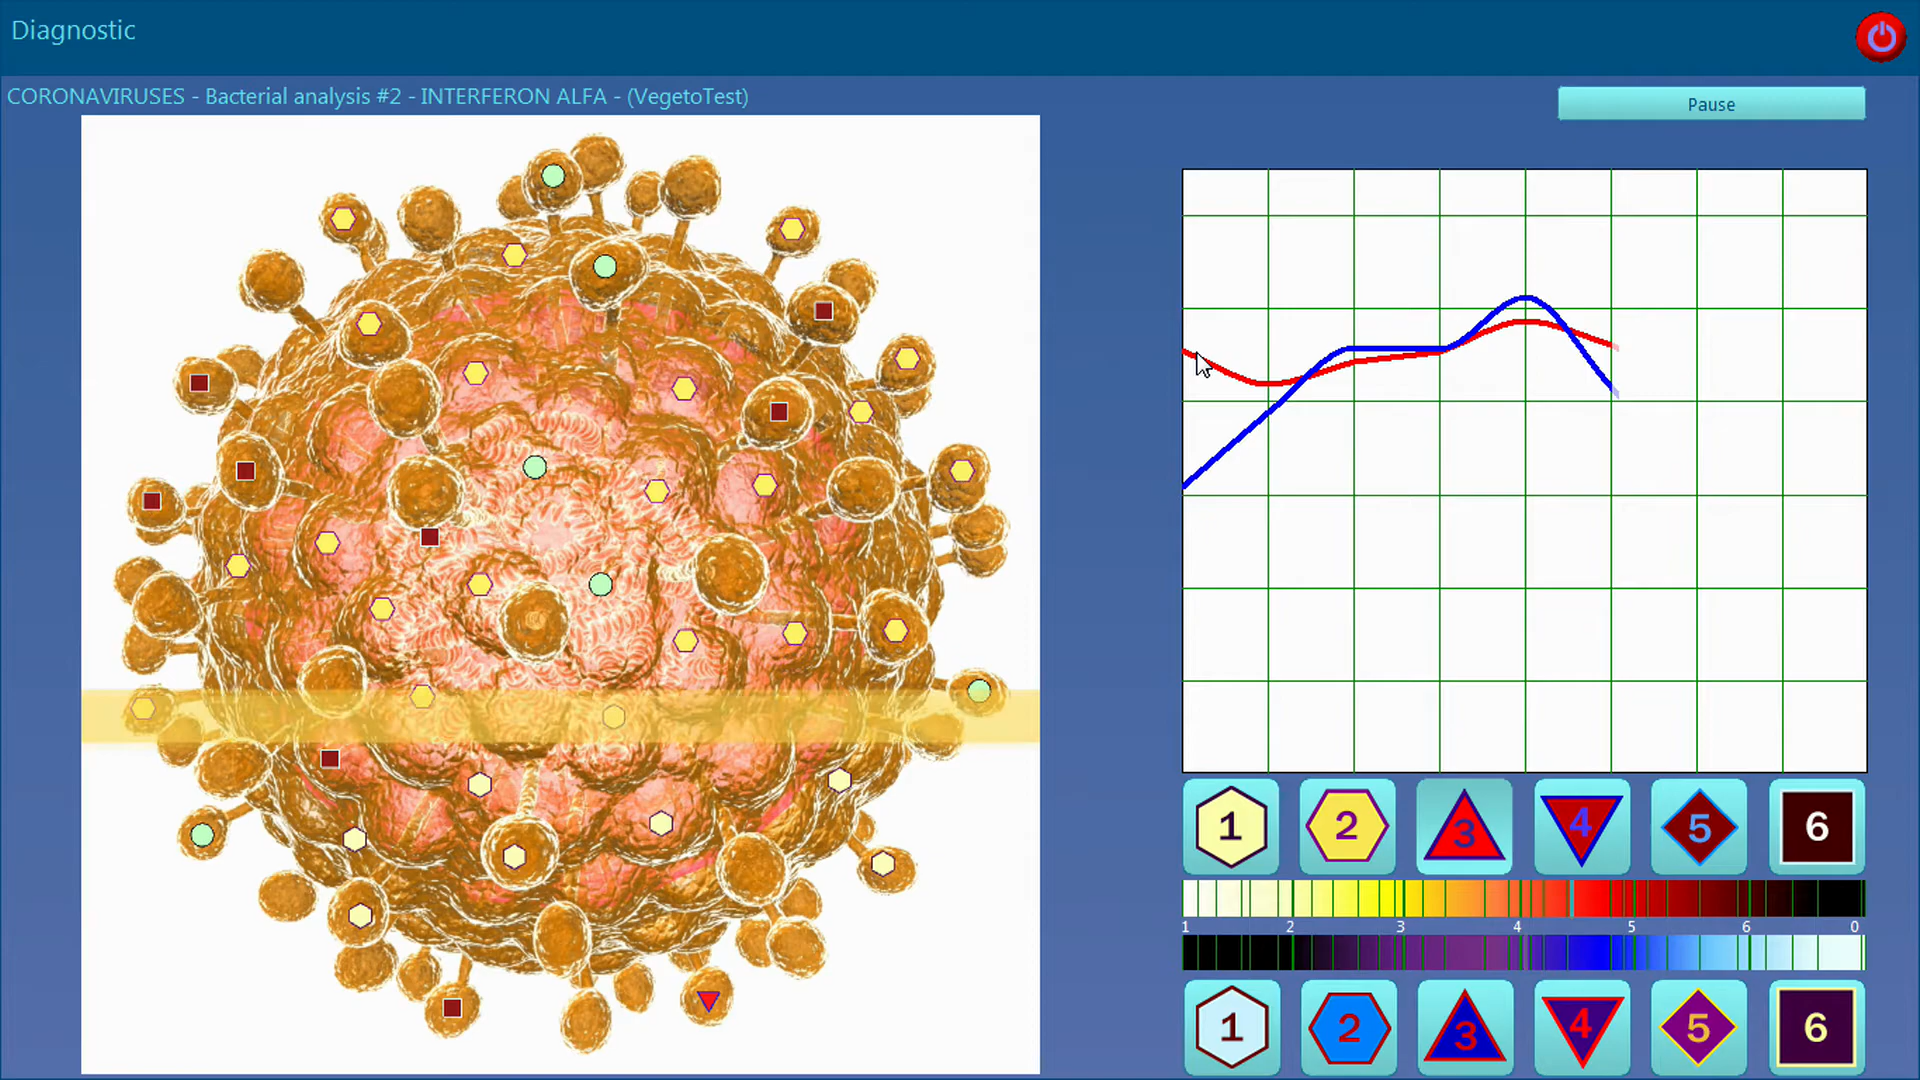 Diagnostic
CORONAVIRUSES - Bacterial analysis #2 - INTERFERON ALFA - (VegetoTest)
Pause
1 2 3 4 5 6
1 2 3 4 5 6 0
1 2 3 4 5 6